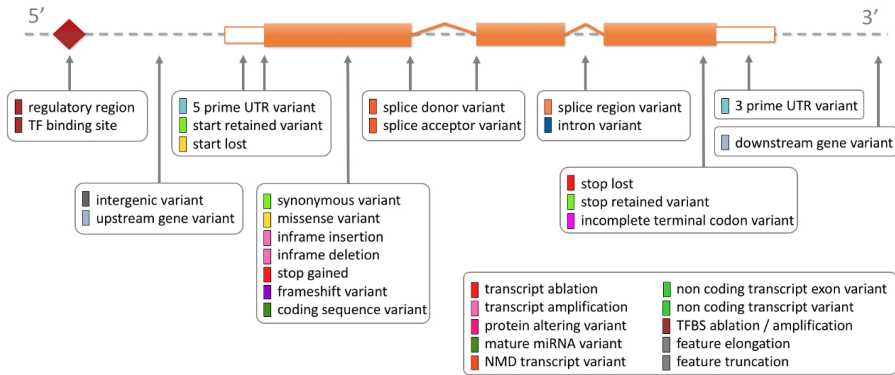 5’
3’
regulatory region
TF binding site
5 prime UTR variant
start retained variant
start lost
splice donor variant
splice acceptor variant
splice region variant
intron variant
3 prime UTR variant
downstream gene variant
intergenic variant
upstream gene variant
synonymous variant
missense variant
inframe insertion
inframe deletion
stop gained
frameshift variant
coding sequence variant
stop lost
stop retained variant
incomplete terminal codon variant
transcript ablation
transcript amplification
protein altering variant
mature miRNA variant
NMD transcript variant
non coding transcript exon variant
non coding transcript variant
TFBS ablation / amplification
feature elongation
feature truncation